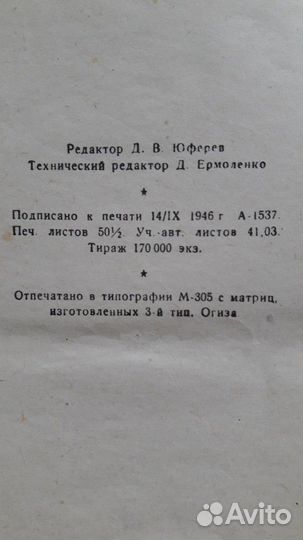 Редактор Д. В. Юферев
Технический редактор Д. Ермоленко
★
Подписано к печати 14/IX 1946 г А-1537.
Печ. листов 50½. Уч.-авт. листов 41,03.
Тираж 170 000 экз.
★
Отпечатано в типографии М-305 с матриц,
изготовленных 3-й тип. Огиза
Avito